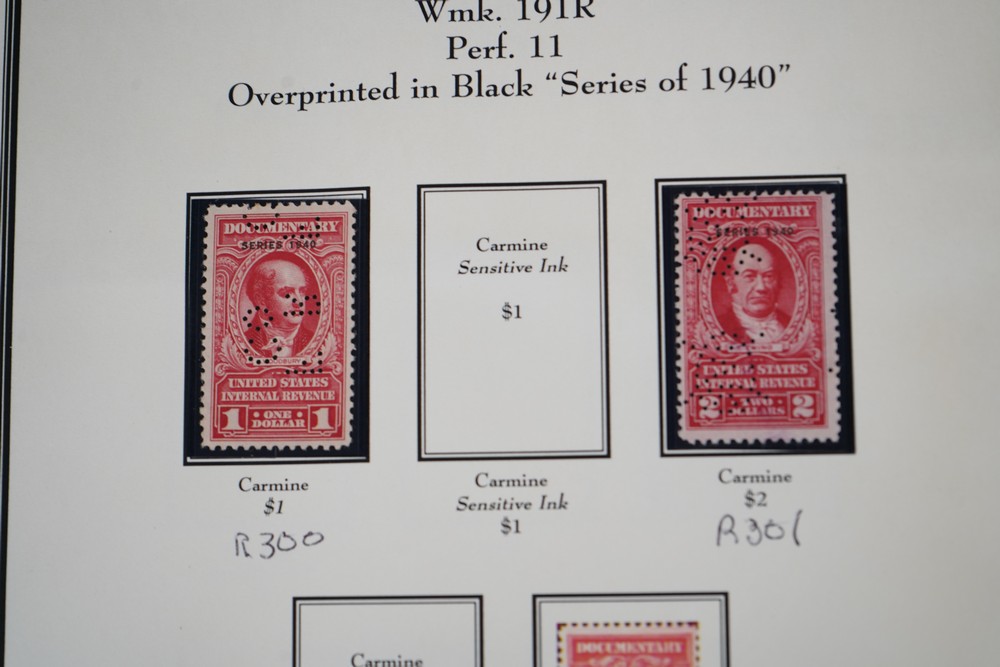 Wmk. 191R
Perf. 11
Overprinted in Black “Series of 1940”
DOCUMENTARY
SERIES 1940
UNITED STATES
INTERNAL REVENUE
1 ONE DOLLAR 1
Carmine
Sensitive Ink
$1
DOCUMENTARY
SERIES 1940
UNITED STATES
INTERNAL REVENUE
2 TWO DOLLARS 2
Carmine
$1
R300
Carmine
Sensitive Ink
$1
Carmine
$2
R301
Carmine
DOCUMENTARY